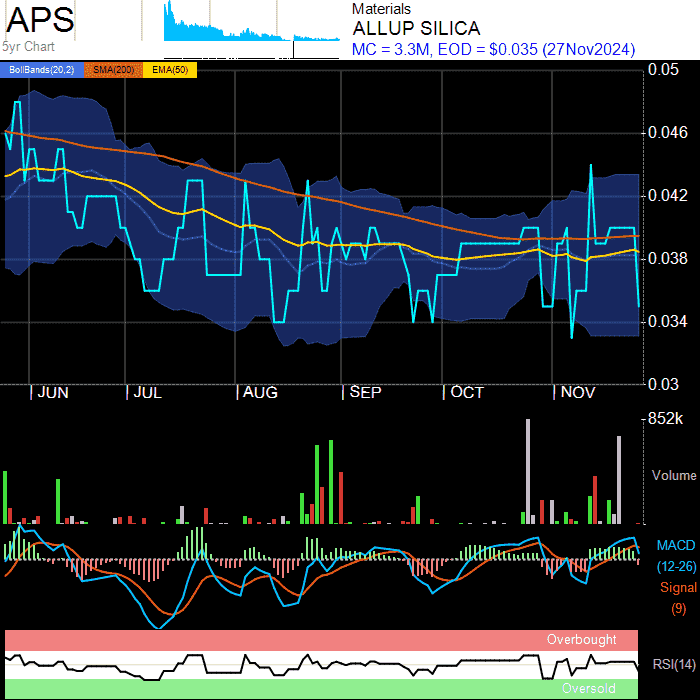 APS
5yr Chart
Materials
ALLUP SILICA
MC = 3.3M, EOD = $0.035 (27Nov2024)
BollBands(20,2) SMA(200) EMA(50)
0.05
0.046
0.042
0.038
0.034
0.03
JUN JUL AUG SEP OCT NOV
852k
Volume
MACD
(12-26)
Signal
(9)
Overbought
RSI(14)
Oversold